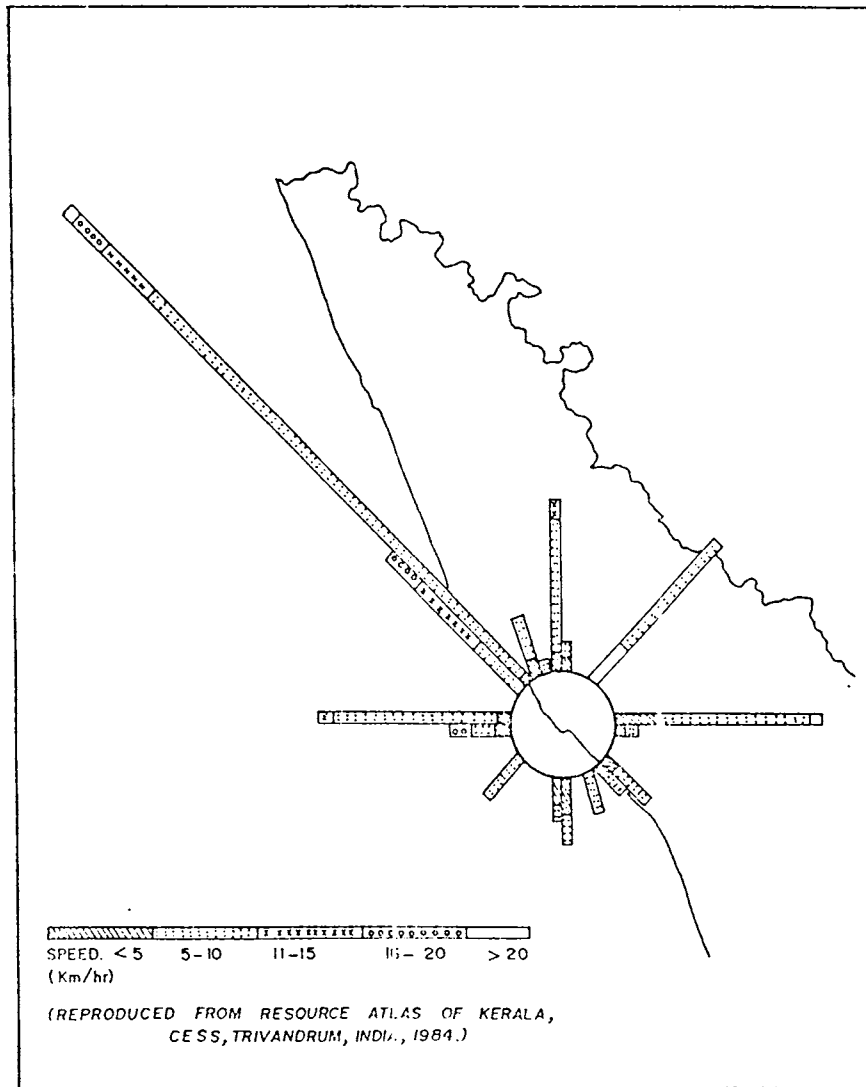 SPEED. <5 5-10 11-15 16-20 >20
(Km/hr)
(REPRODUCED FROM RESOURCE ATLAS OF KERALA,
CESS, TRIVANDRUM, INDIA, 1984.)